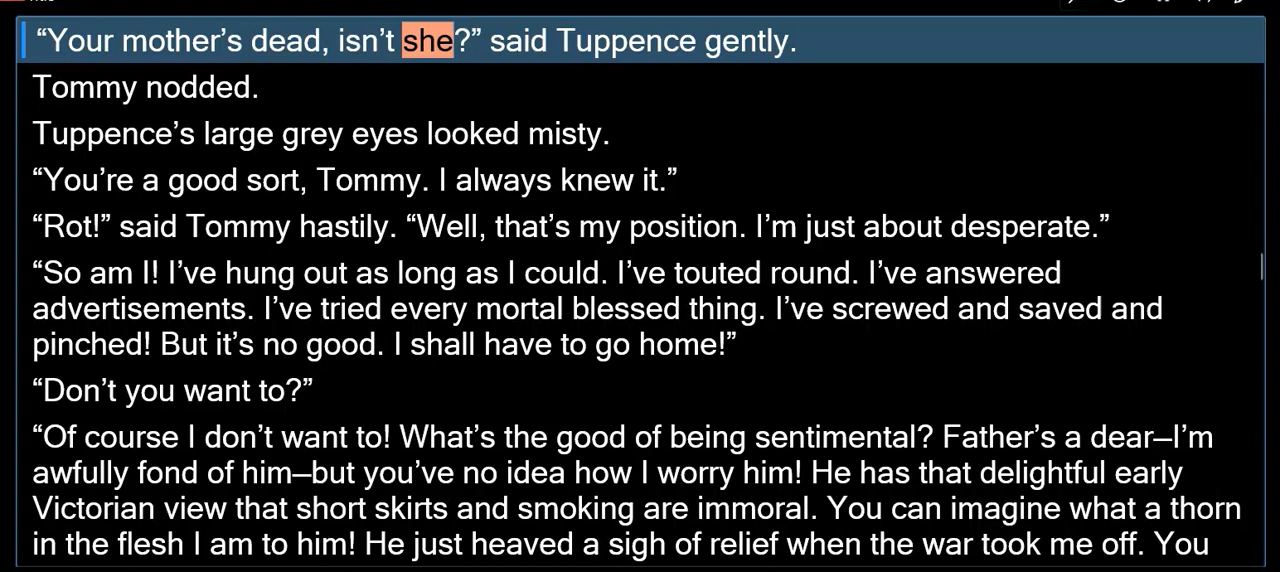 “Your mother’s dead, isn’t she?” said Tuppence gently.
Tommy nodded.
Tuppence’s large grey eyes looked misty.
“You’re a good sort, Tommy. I always knew it.”
“Rot!” said Tommy hastily. “Well, that’s my position. I’m just about desperate.”
“So am I! I’ve hung out as long as I could. I’ve touted round. I’ve answered
advertisements. I’ve tried every mortal blessed thing. I’ve screwed and saved and
pinched! But it’s no good. I shall have to go home!”
“Don’t you want to?”
“Of course I don’t want to! What’s the good of being sentimental? Father’s a dear—I’m
awfully fond of him—but you’ve no idea how I worry him! He has that delightful early
Victorian view that short skirts and smoking are immoral. You can imagine what a thorn
in the flesh I am to him! He just heaved a sigh of relief when the war took me off. You